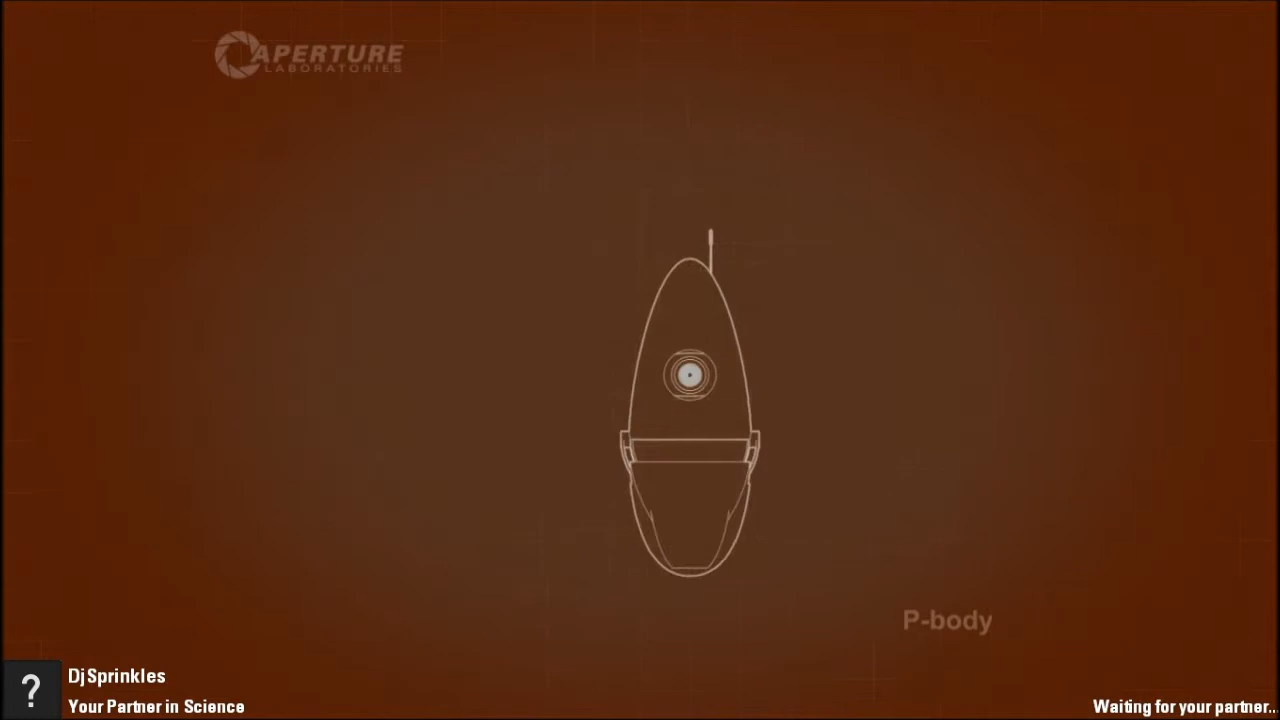 APERTURE
LABORATORIES
P-body
?
DjSprinkles
Your Partner in Science
Waiting for your partner...